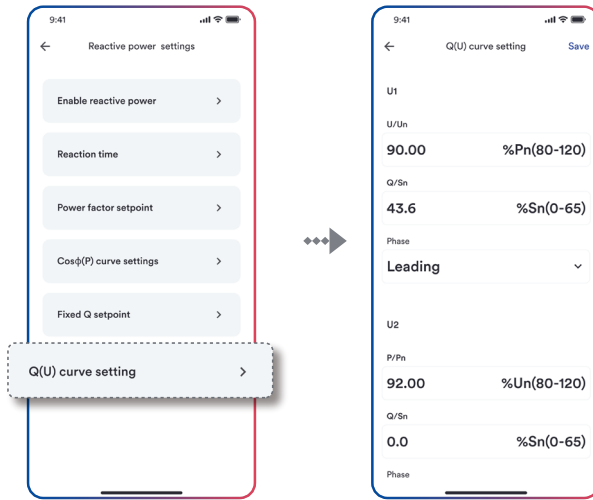 9:41
Reactive power settings
Enable reactive power
Reaction time
Power factor setpoint
Cosϕ(P) curve settings
Fixed Q setpoint
Q(U) curve setting
9:41
Q(U) curve setting Save
U1
U/Un
90.00 %Pn(80-120)
Q/Sn
43.6 %Sn(0-65)
Phase
Leading
U2
P/Pn
92.00 %Un(80-120)
Q/Sn
0.0 %Sn(0-65)
Phase